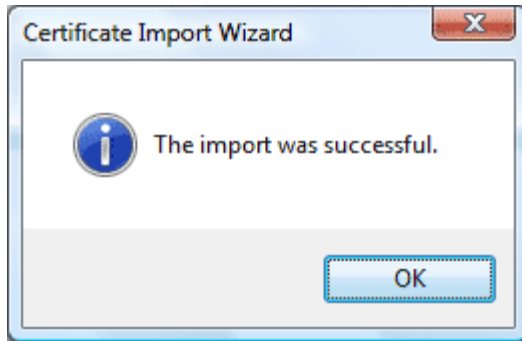 Certificate Import Wizard
The import was successful.
OK